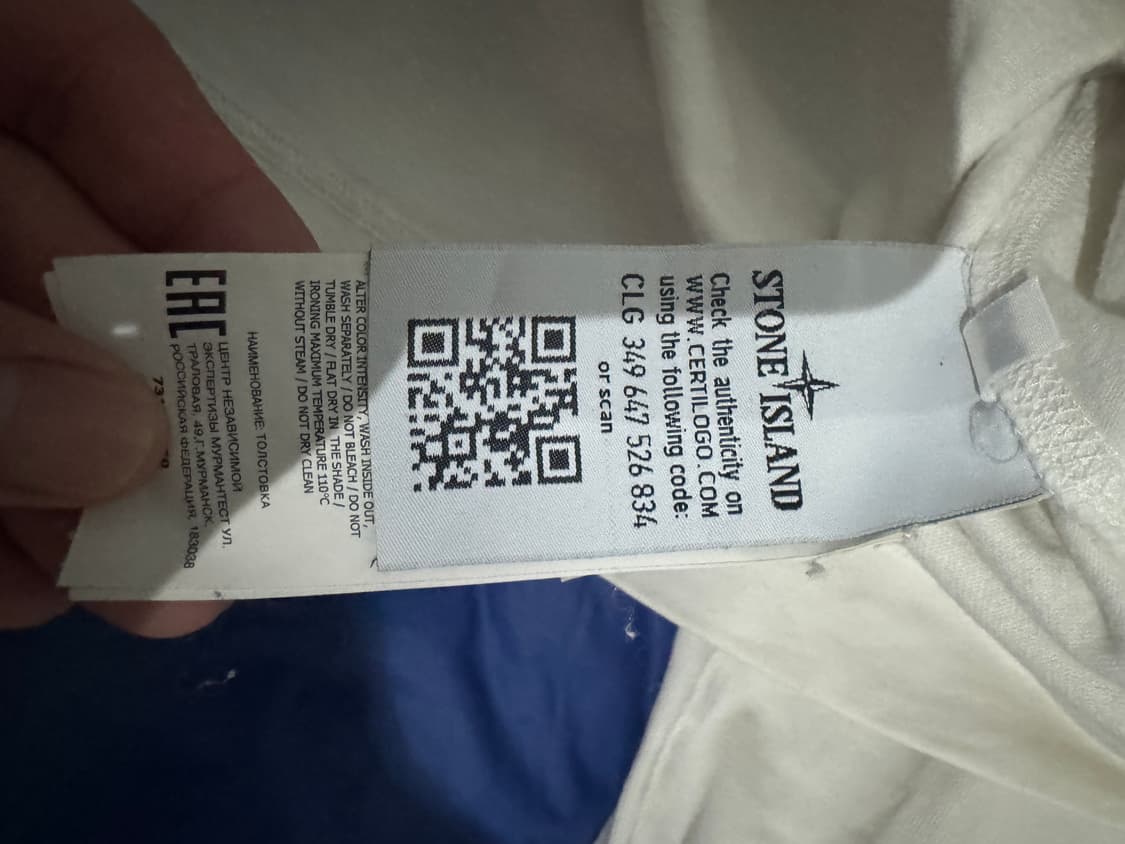 STONE ISLAND
Check the authenticity on
WWW.CERTILOGO.COM
using the following code:
CLG 349 647 526 834
or scan
ALTER COLOR INTENSITY, WASH INSIDE OUT,
WASH SEPARATELY / DO NOT BLEACH / DO NOT
TUMBLE DRY / FLAT DRY IN THE SHADE /
IRONING MAXIMUM TEMPERATURE 110°C
WITHOUT STEAM / DO NOT DRY CLEAN
НАИМЕНОВАНИЕ: ТОЛСТОВКА
EAC
ЦЕНТР НЕЗАВИСИМОЙ
ЭКСПЕРТИЗЫ МУРМАНТЕСТ УЛ.
ТРАЛОВАЯ, 49,Г.МУРМАНСК,
РОССИЙСКАЯ ФЕДЕРАЦИЯ, 183038